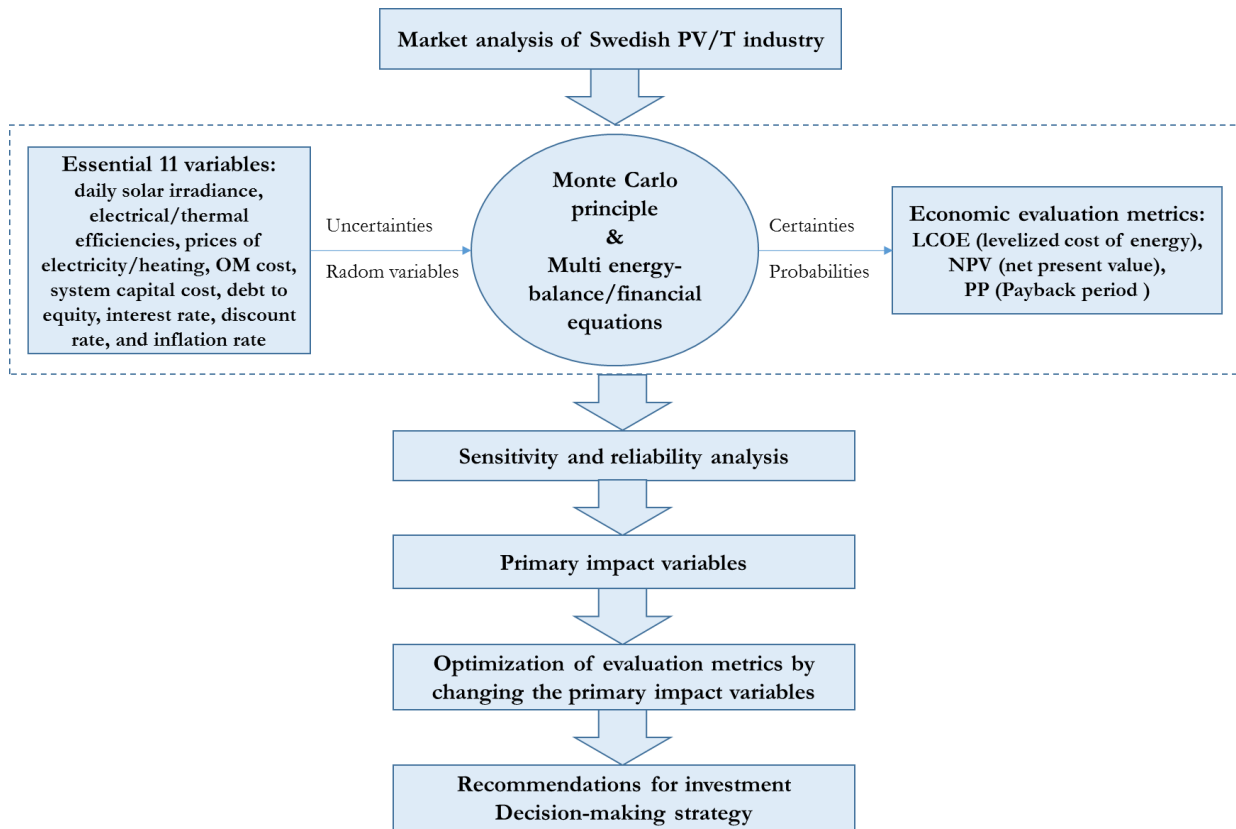 Market analysis of Swedish PV/T industry
Essential 11 variables:
daily solar irradiance,
electrical/thermal
efficiencies, prices of
electricity/heating, OM cost,
system capital cost, debt to
equity, interest rate, discount
rate, and inflation rate
Uncertainties
Radom variables
Monte Carlo
principle
&
Multi energy-
balance/financial
equations
Certainties
Probabilities
Economic evaluation metrics:
LCOE (levelized cost of energy),
NPV (net present value),
PP (Payback period )
Sensitivity and reliability analysis
Primary impact variables
Optimization of evaluation metrics by
changing the primary impact variables
Recommendations for investment
Decision-making strategy